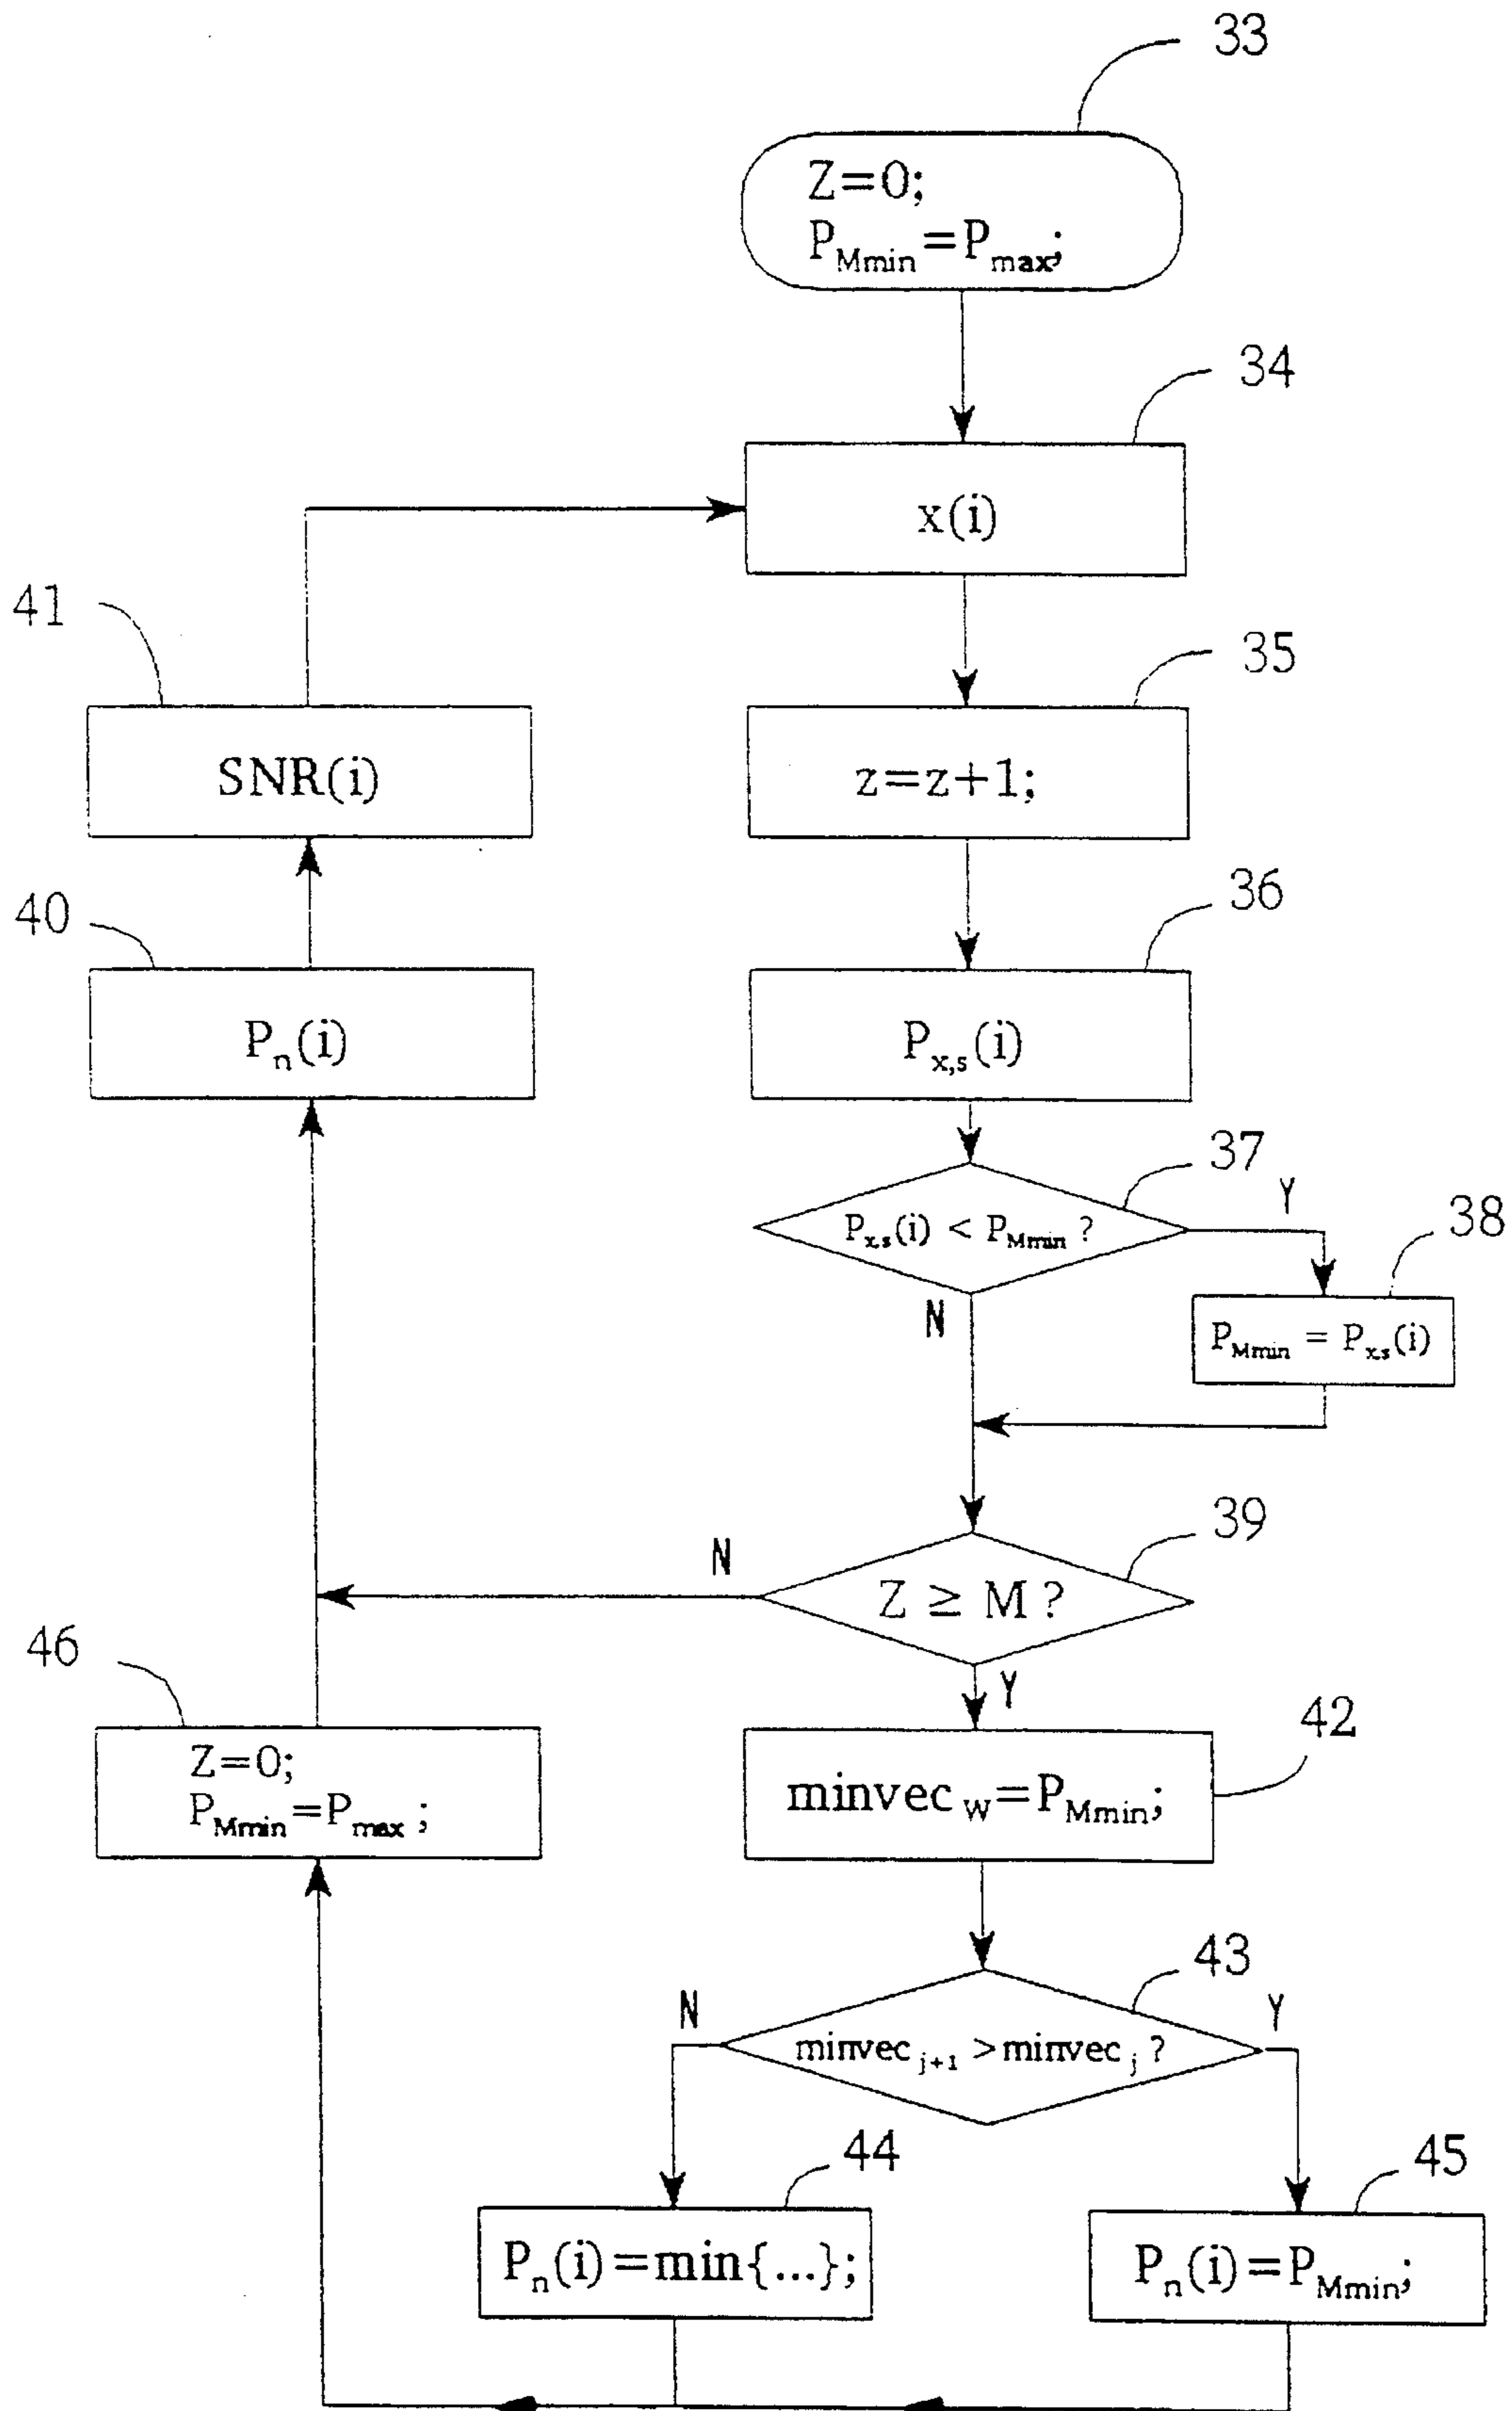 33
Z=0;
P_Mmin=P_max;
34
x(i)
41
35
SNR(i)
z=z+1;
40
36
P_n(i)
P_x,s(i)
37
Y
P_x,s(i) < P_Mmin ?
38
N
P_Mmin = P_x,s(i)
39
N
Z ≥ M ?
46
Y
Z=0;
P_Mmin=P_max ;
42
minvec_W=P_Mmin;
43
N
Y
minvec_j+1 >minvec_j ?
44
45
P_n(i)=min{...};
P_n(i)=P_Mmin;